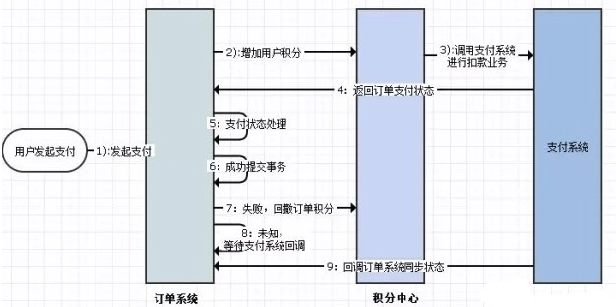 2):增加用户积分
3):调用支付系统
进行扣款业务
4：返回订单支付状态
5：支付状态处理
用户发起支付
1):发起支付
支付系统
6：成功提交事务
7：失败，回撤订单积分
8：未知，
等待支付系统回调
9：回调订单系统同步状态
订单系统
积分中心